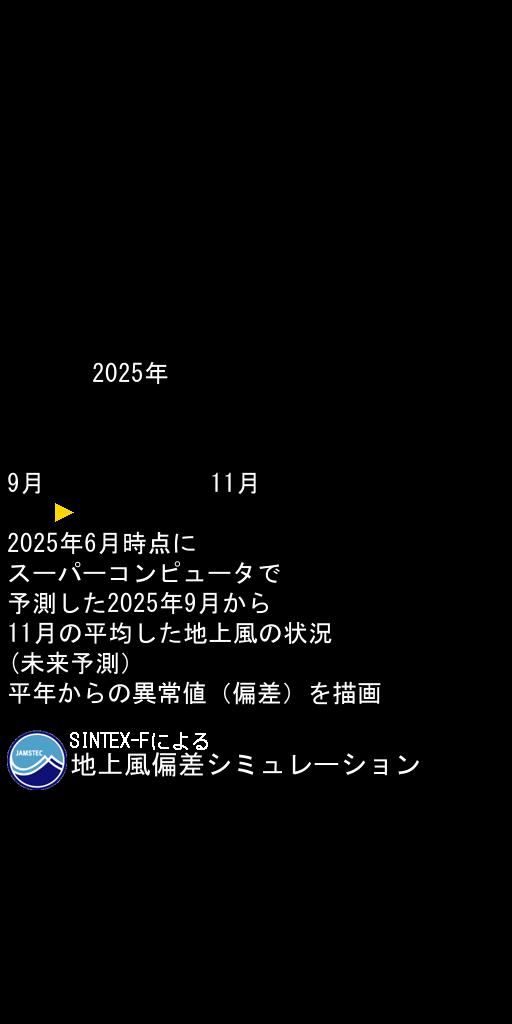 2025年
9月 11月
2025年6月時点に
スーパーコンピュータで
予測した2025年9月から
11月の平均した地上風の状況
(未来予測)
平年からの異常値（偏差）を描画
JAMSTEC
SINTEX-Fによる
地上風偏差シミュレーション